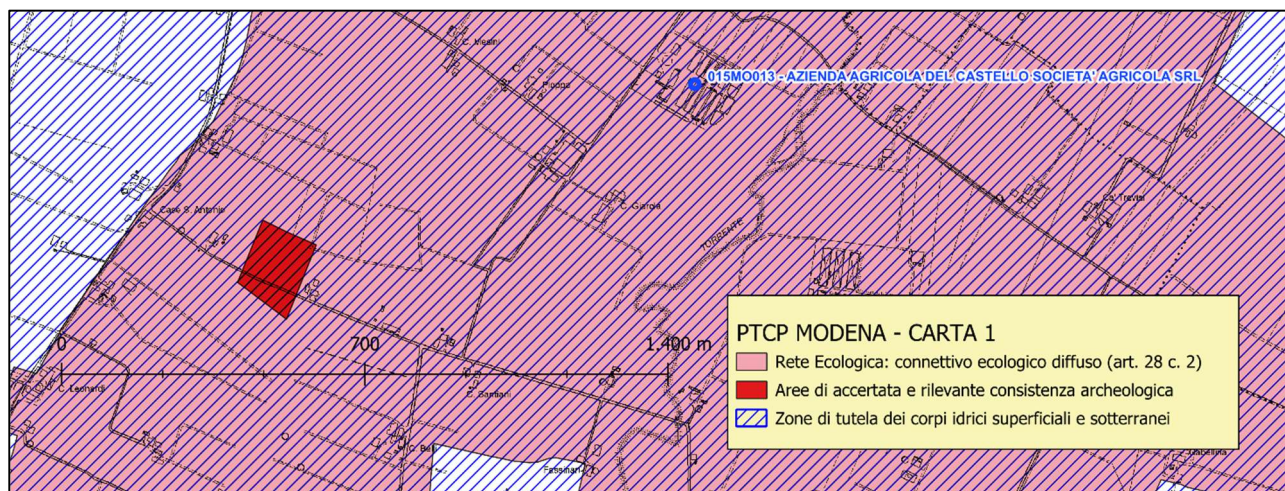 C. Mesini
Pioppo
015MO013 - AZIENDA AGRICOLA DEL CASTELLO SOCIETA' AGRICOLA SRL
Case S. Antonio
C. Giarola
Ca' Trevisi
TORRENTE
0 700 1.400 m
C. Leonardi
C. Bell
PTCP MODENA - CARTA 1
Rete Ecologica: connettivo ecologico diffuso (art. 28 c. 2)
Aree di accertata e rilevante consistenza archeologica
Zone di tutela dei corpi idrici superficiali e sotterranei